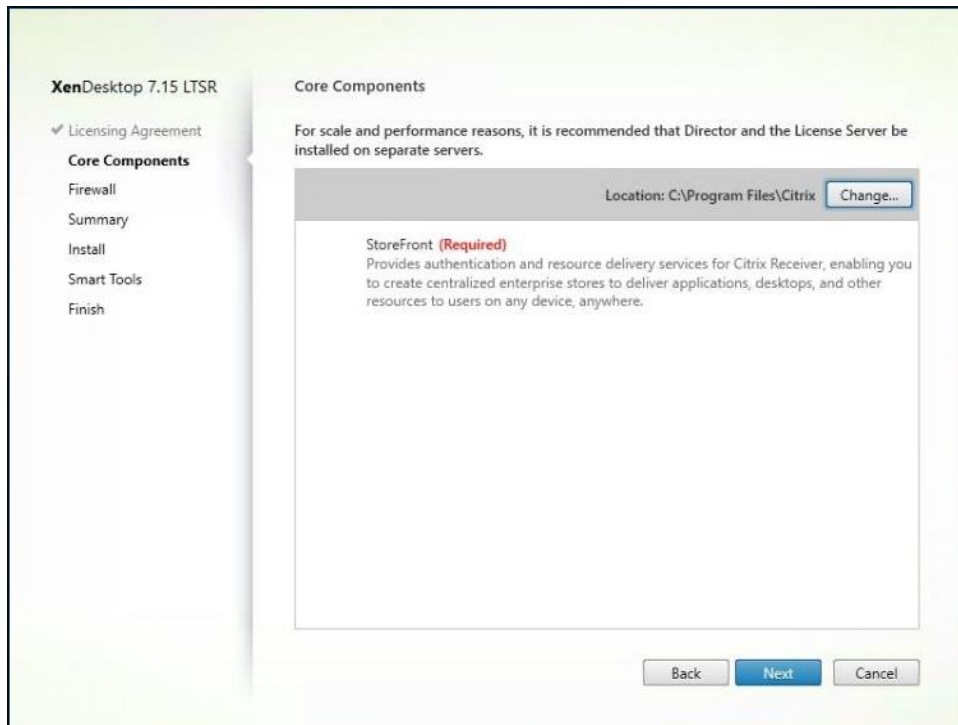 XenDesktop 7.15 LTSR
Licensing Agreement
Core Components
Firewall
Summary
Install
Smart Tools
Finish
Core Components
For scale and performance reasons, it is recommended that Director and the License Server be
installed on separate servers.
Location: C:\Program Files\Citrix Change...
StoreFront (Required)
Provides authentication and resource delivery services for Citrix Receiver, enabling you
to create centralized enterprise stores to deliver applications, desktops, and other
resources to users on any device, anywhere.
Back Next Cancel